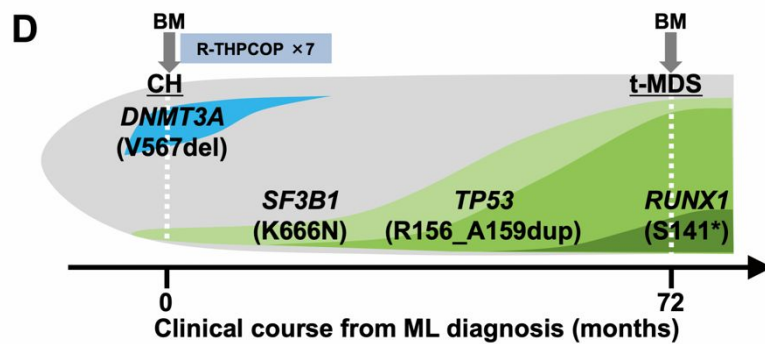 D
BM
R-THPCOP ×7
BM
CH
t-MDS
DNMT3A
(V567del)
SF3B1
(K666N)
TP53
(R156_A159dup)
RUNX1
(S141*)
0
72
Clinical course from ML diagnosis (months)